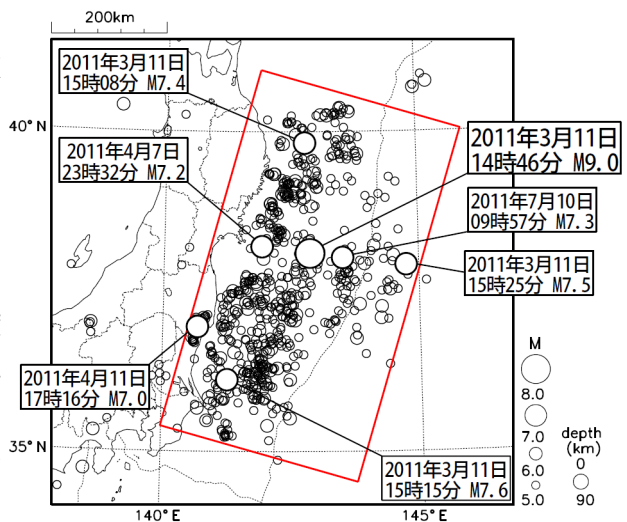 200km
2011年3月11日
15時08分 M7.4
40°N
2011年3月11日
14時46分 M9.0
2011年4月7日
23時32分 M7.2
2011年7月10日
09時57分 M7.3
2011年3月11日
15時25分 M7.5
M
8.0
7.0
6.0
5.0
depth
(km)
0
90
2011年4月11日
17時16分 M7.0
35°N
2011年3月11日
15時15分 M7.6
140°E
145°E